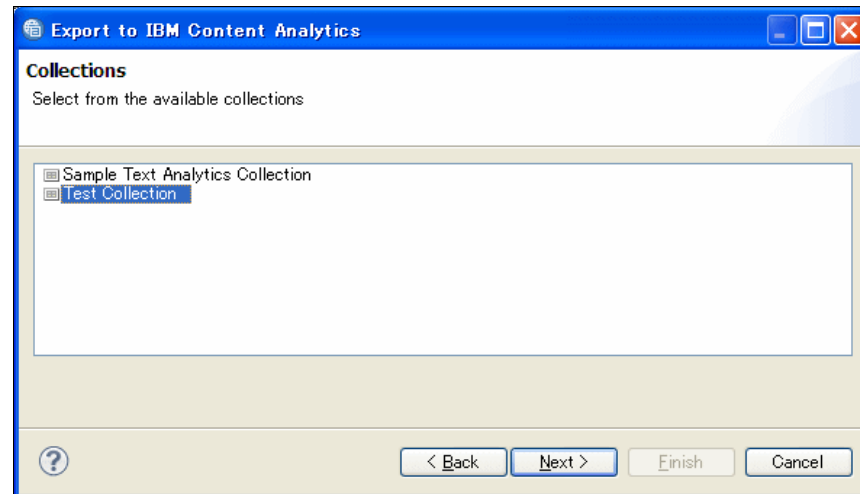 Export to IBM Content Analytics
Collections
Select from the available collections
Sample Text Analytics Collection
Test Collection
?
< Back Next > Finish Cancel